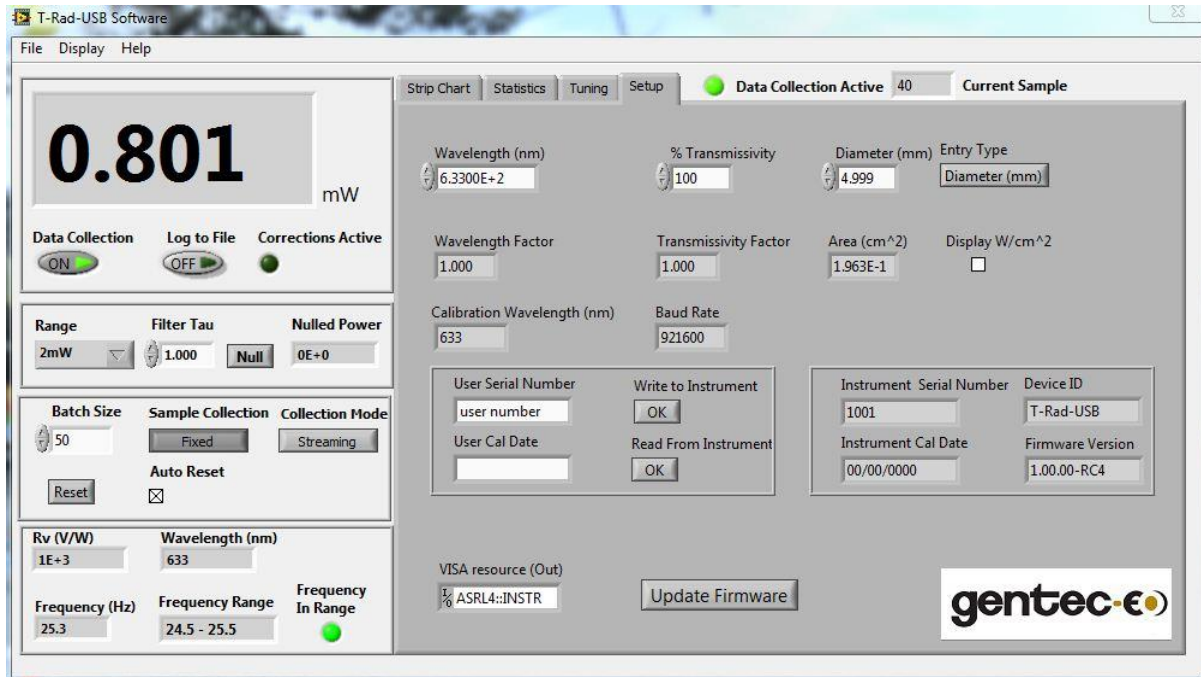 T-Rad-USB Software
File Display Help
0.801
mW
Data Collection Log to File Corrections Active
ON OFF
Range Filter Tau Nulled Power
2mW 1.000 Null 0E+0
Batch Size Sample Collection Collection Mode
50 Fixed Streaming
Auto Reset
Reset
Rv (V/W) Wavelength (nm)
1E+3 633
Frequency (Hz) Frequency Range Frequency In Range
25.3 24.5 - 25.5
Strip Chart Statistics Tuning Setup Data Collection Active 40 Current Sample
Wavelength (nm) % Transmissivity Diameter (mm) Entry Type
6.3300E+2 100 4.999 Diameter (mm)
Wavelength Factor Transmissivity Factor Area (cm^2) Display W/cm^2
1.000 1.000 1.963E-1
Calibration Wavelength (nm) Baud Rate
633 921600
User Serial Number Write to Instrument
user number OK
User Cal Date Read From Instrument
OK
Instrument Serial Number Device ID
1001 T-Rad-USB
Instrument Cal Date Firmware Version
00/00/0000 1.00.00-RC4
VISA resource (Out)
I/O ASRL4::INSTR Update Firmware
gentec-eo